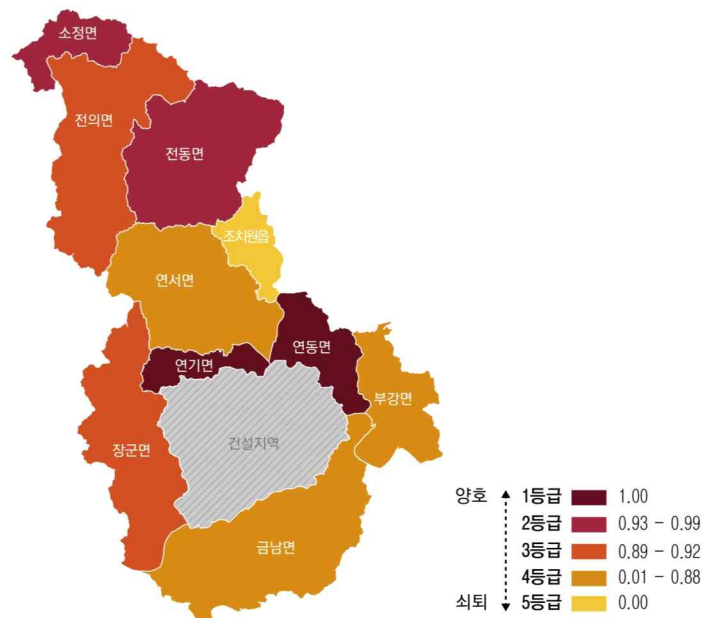 소정면
전의면
전동면
조치원읍
연서면
연동면
연기면
부강면
장군면
건설지역
금남면
양호 1등급 1.00
2등급 0.93 - 0.99
3등급 0.89 - 0.92
4등급 0.01 - 0.88
쇠퇴 5등급 0.00